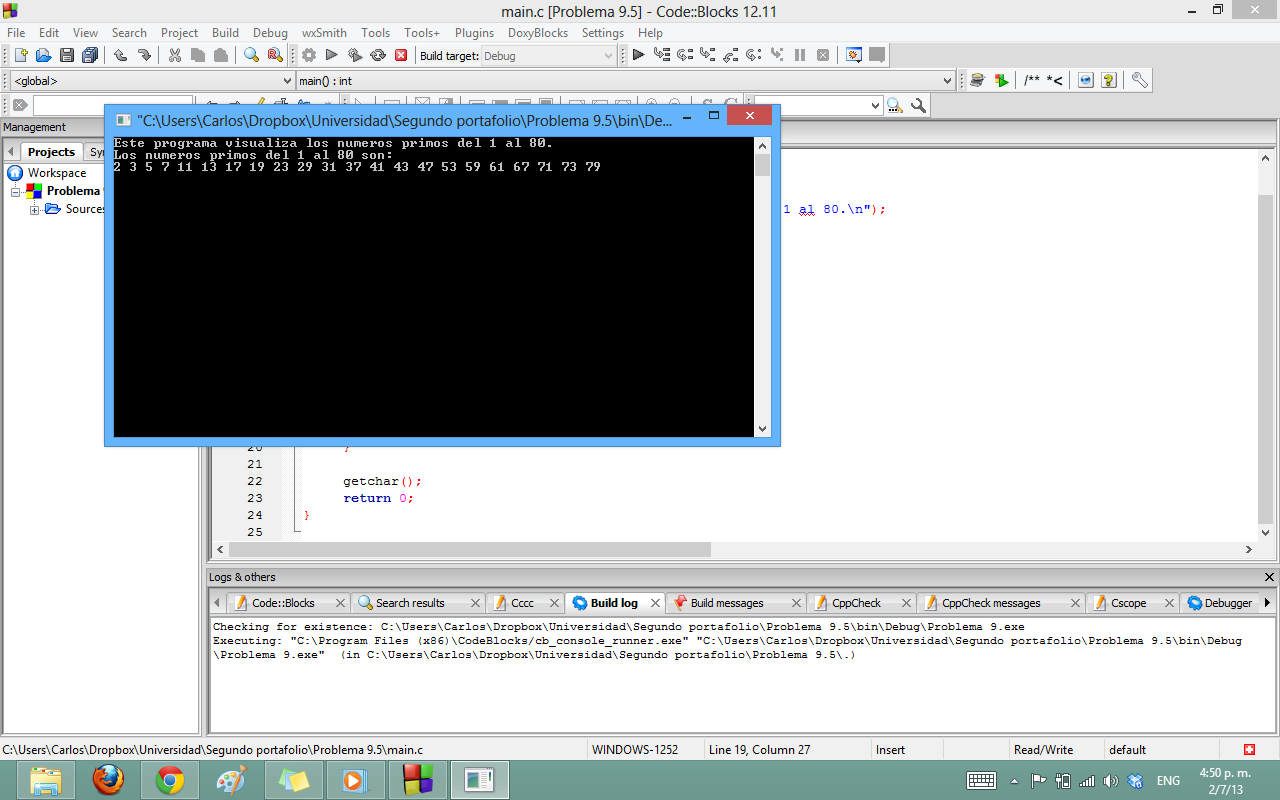 main.c [Problema 9.5] - Code::Blocks 12.11
File Edit View Search Project Build Debug wxSmith Tools Tools+ Plugins DoxyBlocks Settings Help
Build target: Debug
<global> main() : int
/** *<
Management
"C:\Users\Carlos\Dropbox\Universidad\Segundo portafolio\Problema 9.5\bin\De...
Este programa visualiza los numeros primos del 1 al 80.
Los numeros primos del 1 al 80 son:
2 3 5 7 11 13 17 19 23 29 31 37 41 43 47 53 59 61 67 71 73 79
Projects Sy
Workspace
Problema 9
Sources
1 al 80.\n");
20 }
21
22 getchar();
23 return 0;
24 }
25
Logs & others
Code::Blocks Search results Cccc Build log Build messages CppCheck CppCheck messages Cscope Debugger
Checking for existence: C:\Users\Carlos\Dropbox\Universidad\Segundo portafolio\Problema 9.5\bin\Debug\Problema 9.exe
Executing: "C:\Program Files (x86)\CodeBlocks/cb_console_runner.exe" "C:\Users\Carlos\Dropbox\Universidad\Segundo portafolio\Problema 9.5\bin\Debug
\Problema 9.exe"  (in C:\Users\Carlos\Dropbox\Universidad\Segundo portafolio\Problema 9.5\.)
C:\Users\Carlos\Dropbox\Universidad\Segundo portafolio\Problema 9.5\main.c WINDOWS-1252 Line 19, Column 27 Insert Read/Write default
ENG
4:50 p. m.
2/7/13